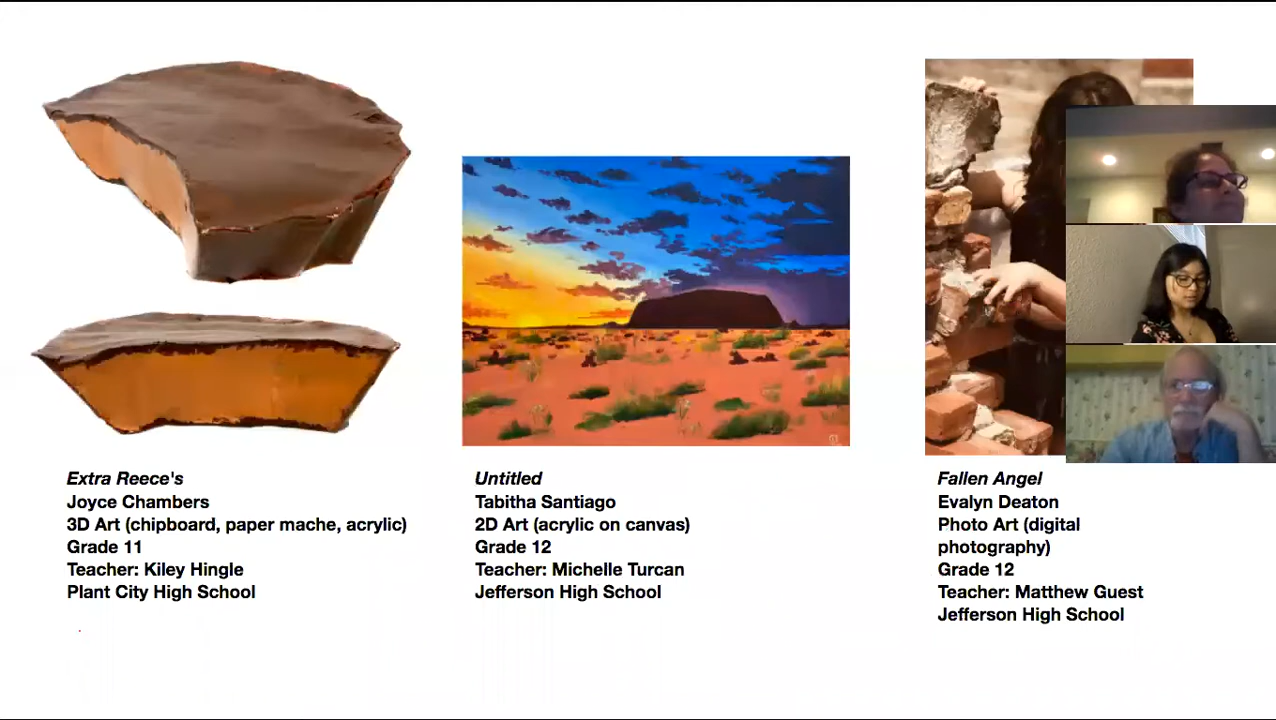 Extra Reece's
Joyce Chambers
3D Art (chipboard, paper mache, acrylic)
Grade 11
Teacher: Kiley Hingle
Plant City High School
Untitled
Tabitha Santiago
2D Art (acrylic on canvas)
Grade 12
Teacher: Michelle Turcan
Jefferson High School
Fallen Angel
Evalyn Deaton
Photo Art (digital
photography)
Grade 12
Teacher: Matthew Guest
Jefferson High School